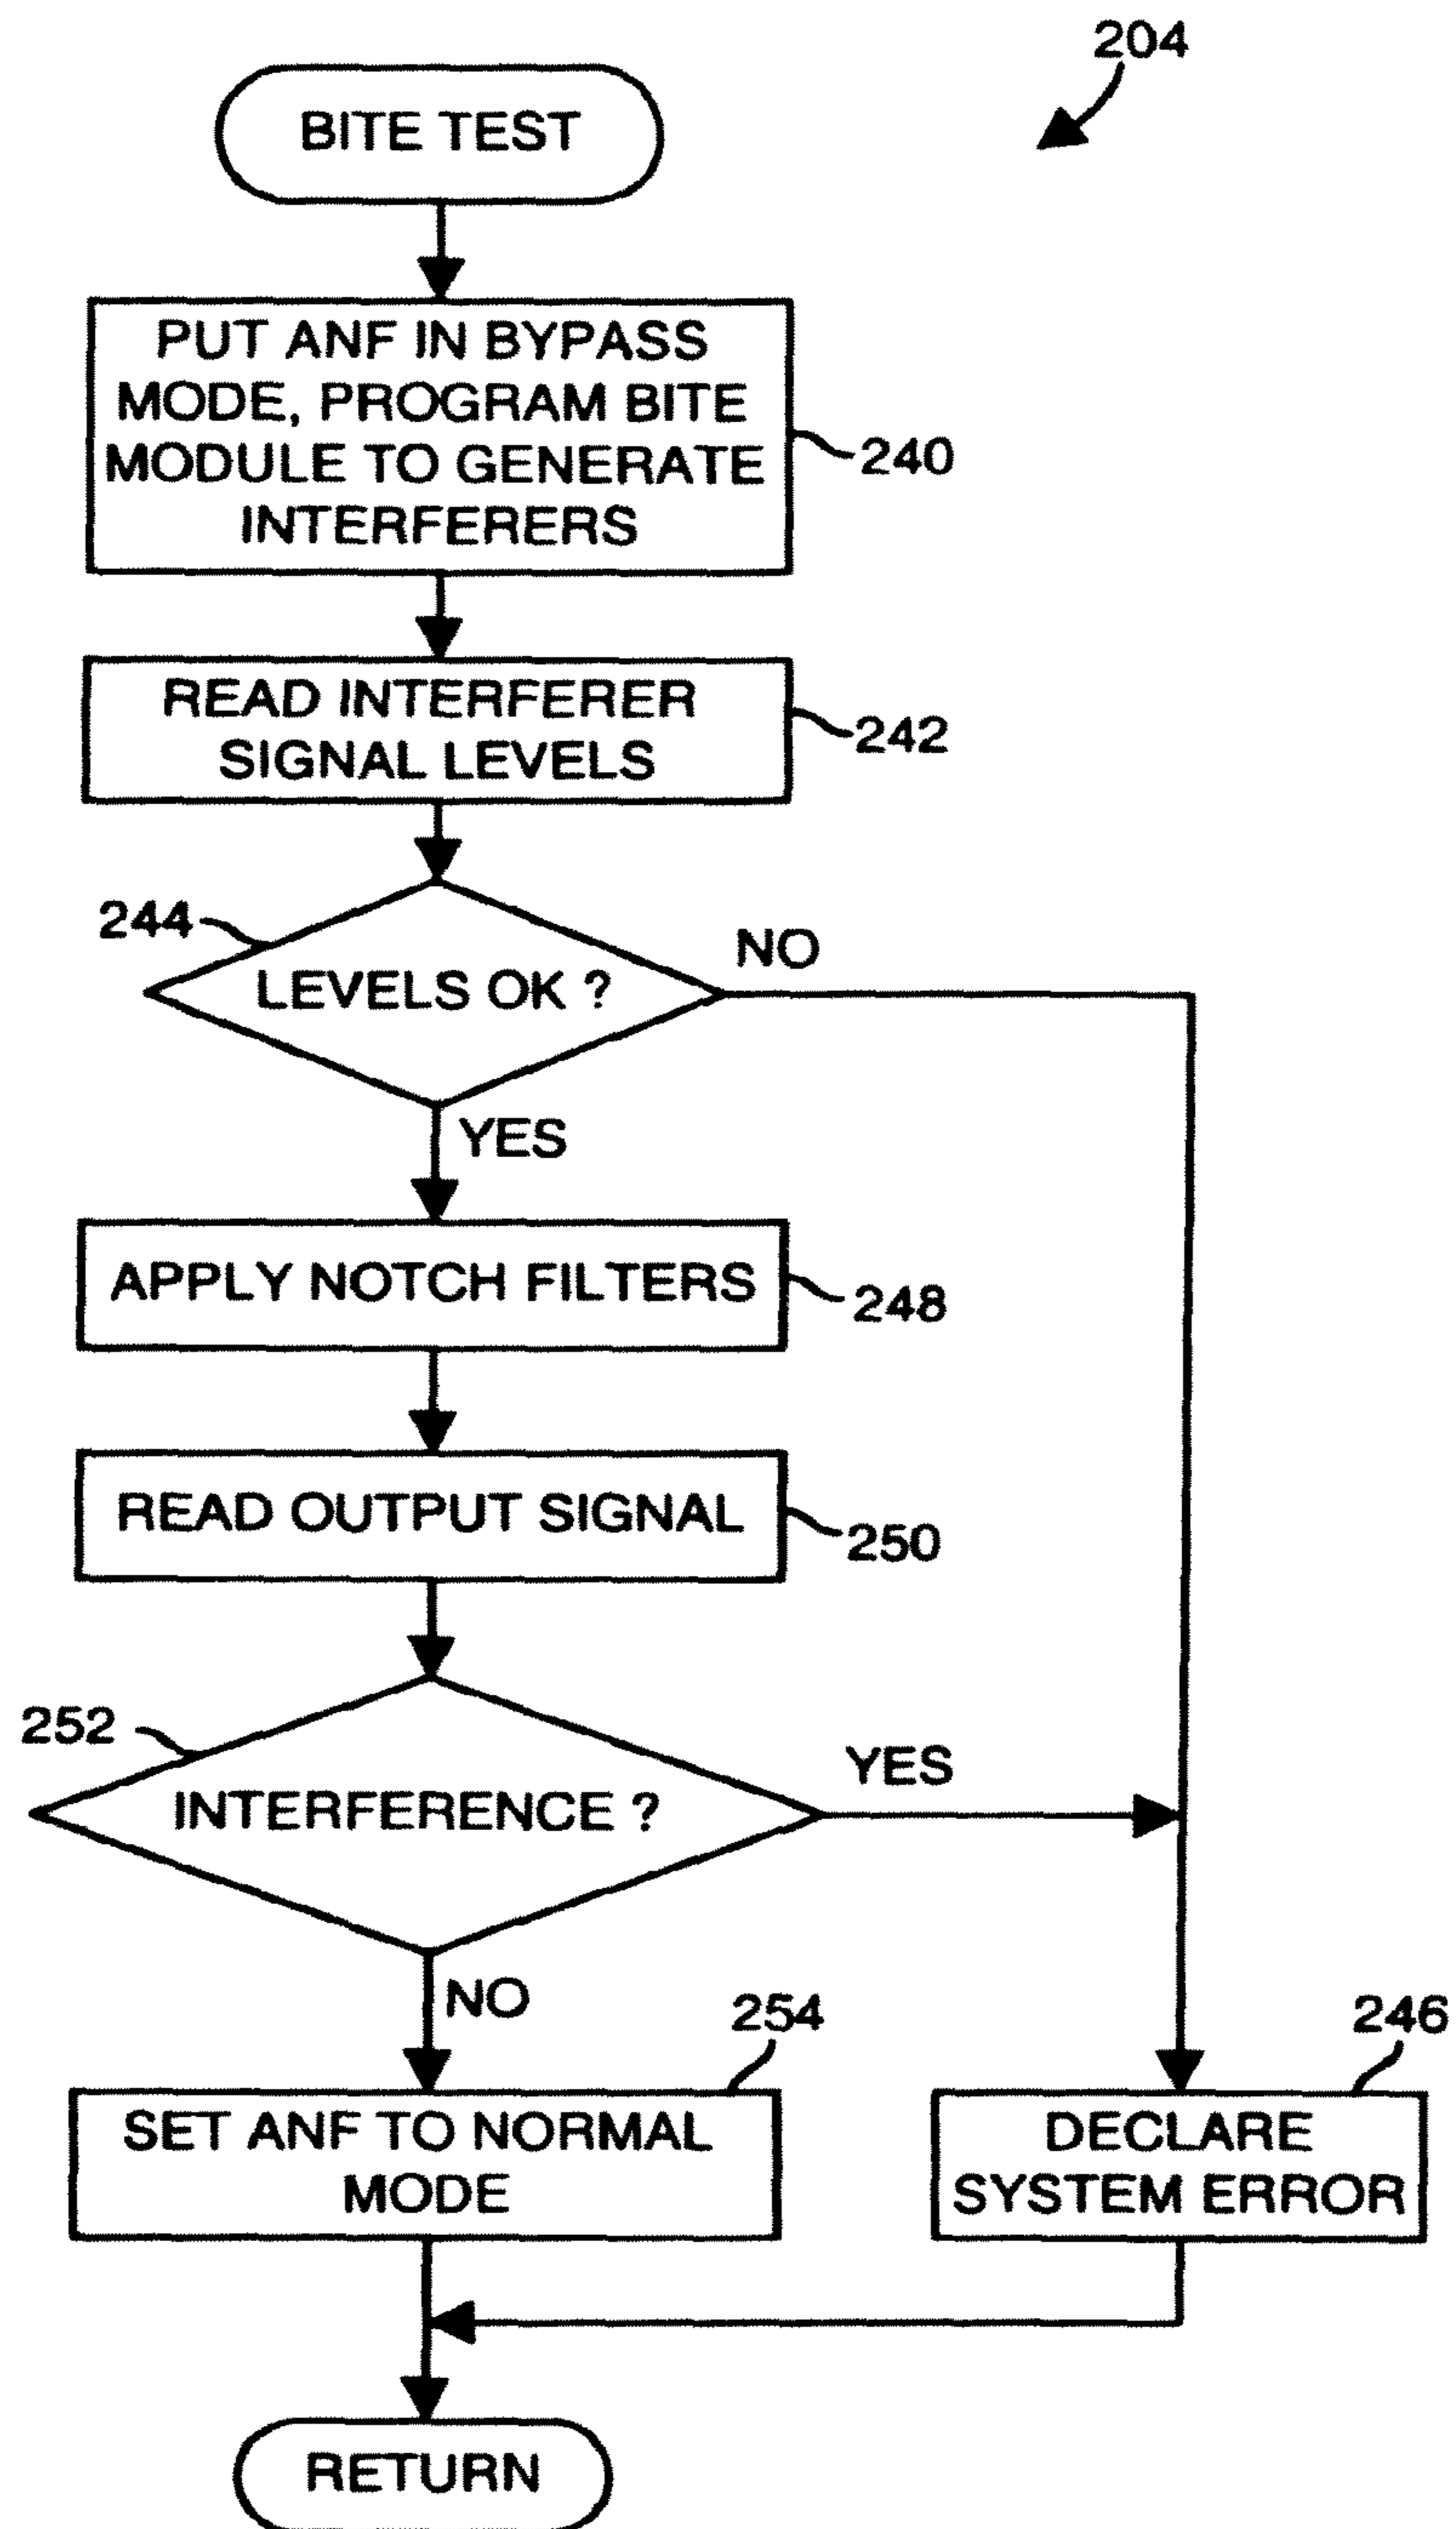 204
BITE TEST
PUT ANF IN BYPASS
MODE, PROGRAM BITE
MODULE TO GENERATE
INTERFERERS
240
READ INTERFERER
SIGNAL LEVELS
242
244
LEVELS OK ?
NO
YES
APPLY NOTCH FILTERS
248
READ OUTPUT SIGNAL
250
252
INTERFERENCE ?
YES
NO
254
246
SET ANF TO NORMAL
MODE
DECLARE
SYSTEM ERROR
RETURN